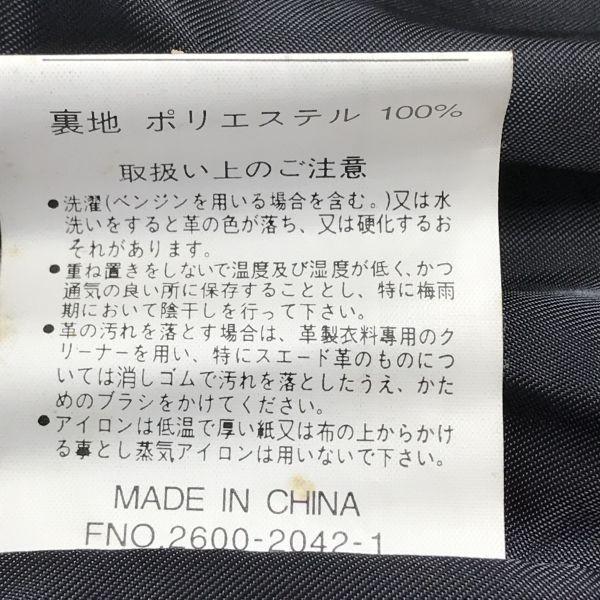 裏地 ポリエステル 100%
取扱い上のご注意
●洗濯(ベンジンを用いる場合を含む。)又は水
洗いをすると革の色が落ち、又は硬化するお
それがあります。
●重ね置きをしないで温度及び湿度が低く、かつ
通気の良い所に保存することとし、特に梅雨
期において陰干しを行って下さい。
●革の汚れを落とす場合は、革製衣料専用のク
リーナーを用い、特にスエード革のものにつ
いては消しゴムで汚れを落としたうえ、かた
めのブラシをかけてください。
●アイロンは低温で厚い紙又は布の上からかけ
る事とし蒸気アイロンは用いないで下さい。
MADE IN CHINA
FNO.2600-2042-1